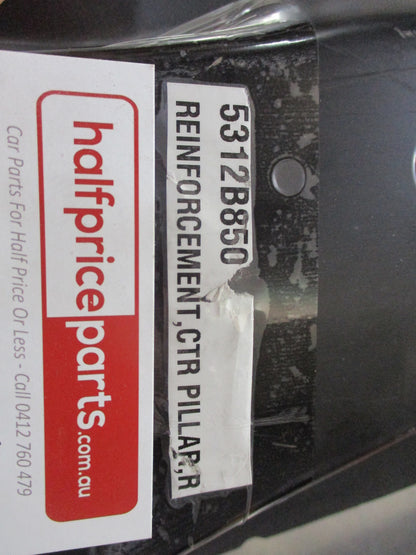 5312B850
REINFORCEMENT,CTR PILLAR,R
halfpriceparts.com.au
Car Parts For Half Price Or Less - Call 0412 760 479